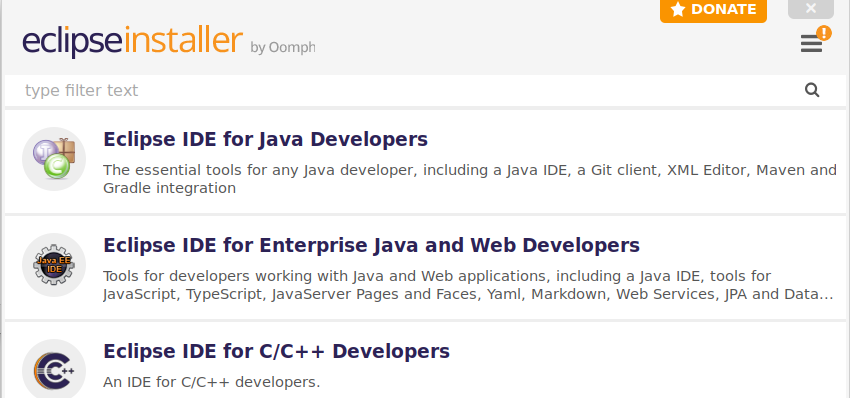 DONATE
eclipseinstaller by Oomph
!
type filter text
Eclipse IDE for Java Developers
The essential tools for any Java developer, including a Java IDE, a Git client, XML Editor, Maven and
Gradle integration
J
C
Eclipse IDE for Enterprise Java and Web Developers
Java EE
IDE
Tools for developers working with Java and Web applications, including a Java IDE, tools for
JavaScript, TypeScript, JavaServer Pages and Faces, Yaml, Markdown, Web Services, JPA and Data...
Eclipse IDE for C/C++ Developers
C++
An IDE for C/C++ developers.